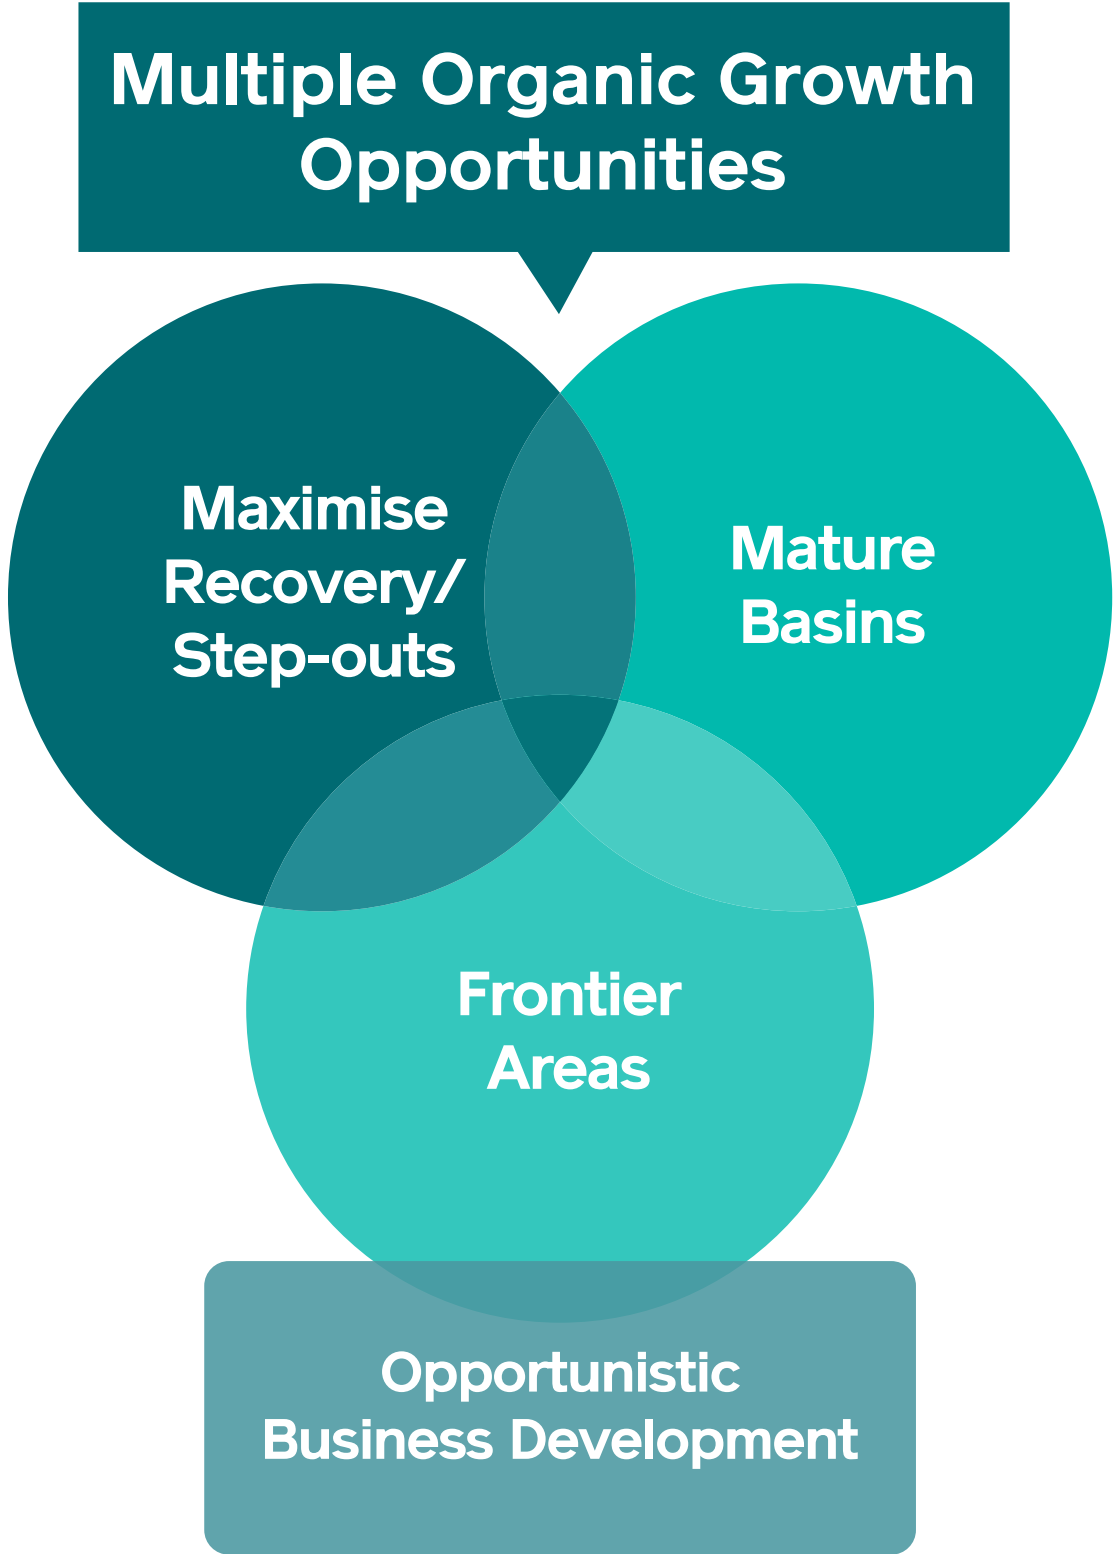 Multiple Organic Growth
Opportunities
Maximise
Recovery/
Step-outs
Mature
Basins
Frontier
Areas
Opportunistic
Business Development